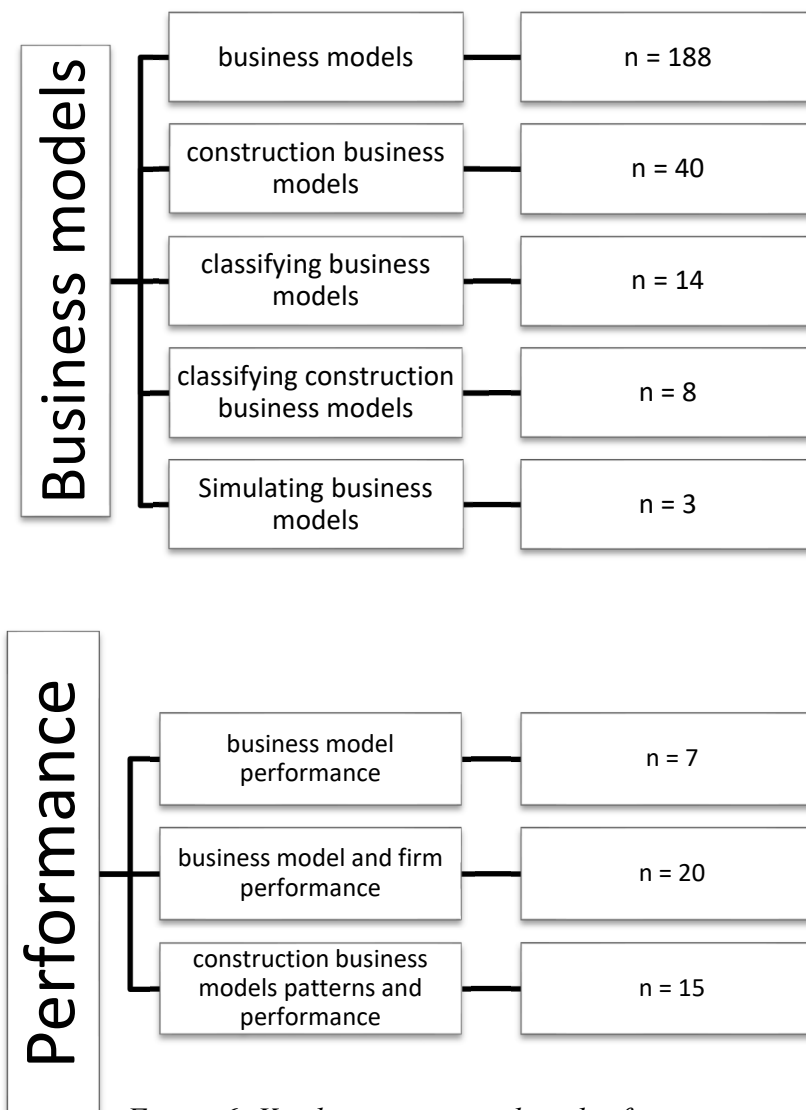 Business models
business models
n = 188
construction business
models
n = 40
classifying business
models
n = 14
classifying construction
business models
n = 8
Simulating business
models
n = 3
Performance
business model
performance
n = 7
business model and firm
performance
n = 20
construction business
models patterns and
performance
n = 15